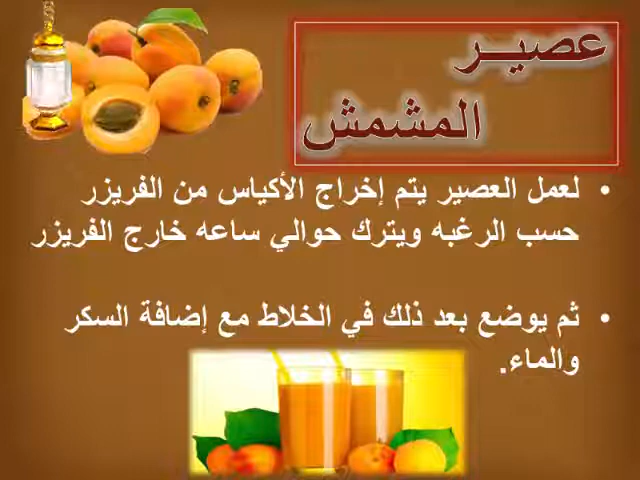 عصيـر
المشمش
• لعمل العصير يتم إخراج الأكياس من الفريزر
حسب الرغبه ويترك حوالي ساعه خارج الفريزر
• ثم يوضع بعد ذلك في الخلاط مع إضافة السكر
والماء.